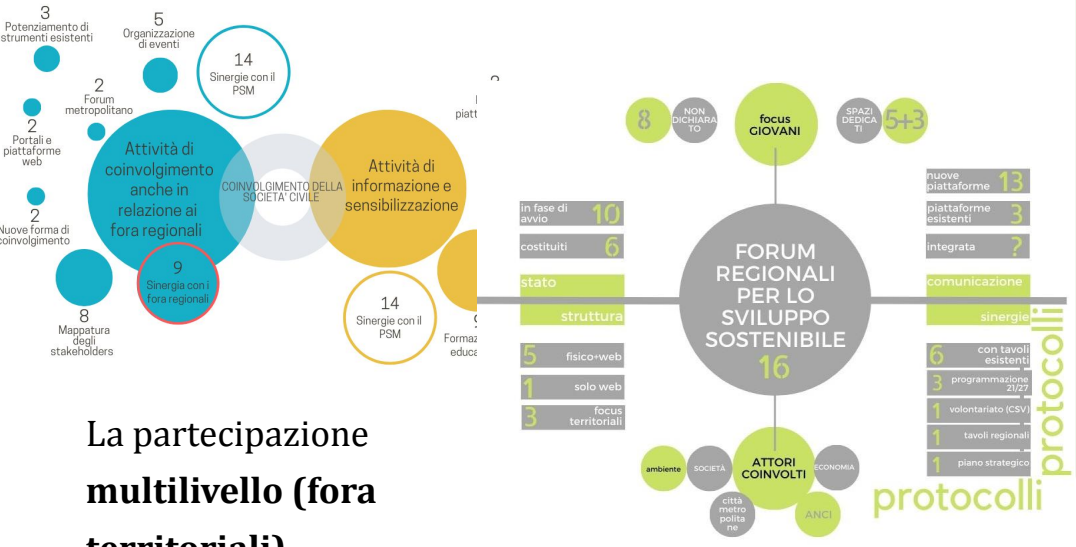 3
Potenziamento di
strumenti esistenti
5
Organizzazione
di eventi
14
Sinergie con il
PSM
2
Forum
metropolitano
2
Portali e
piattaforme
web
2
Nuove forma di
coinvolgimento
Attività di
coinvolgimento
anche in
relazione ai
fora regionali
9
Sinergia con i
fora regionali
8
Mappatura
degli
stakeholders
COINVOLGIMENTO DELLA
SOCIETA' CIVILE
Attività di
informazione e
sensibilizzazione
14
Sinergie con il
PSM
La partecipazione
multilivello (fora
territoriali)
8
NON
DICHIARA
TO
focus
GIOVANI
SPAZI
DEDICA
TI
5+3
in fase di
avvio
10
costituiti
6
stato
struttura
5
fisico+web
1
solo web
3
focus
territoriali
FORUM
REGIONALI
PER LO
SVILUPPO
SOSTENIBILE
16
nuove
piattaforme
13
piattaforme
esistenti
3
integrata
?
comunicazione
sinergie
6
con tavoli
esistenti
3
programmazione
21/27
1
volontariato (CSV)
1
tavoli regionali
1
piano strategico
protocolli
protocolli
ambiente
SOCIETÀ
ATTORI
COINVOLTI
ECONOMIA
città
metro
polita
ne
ANCI